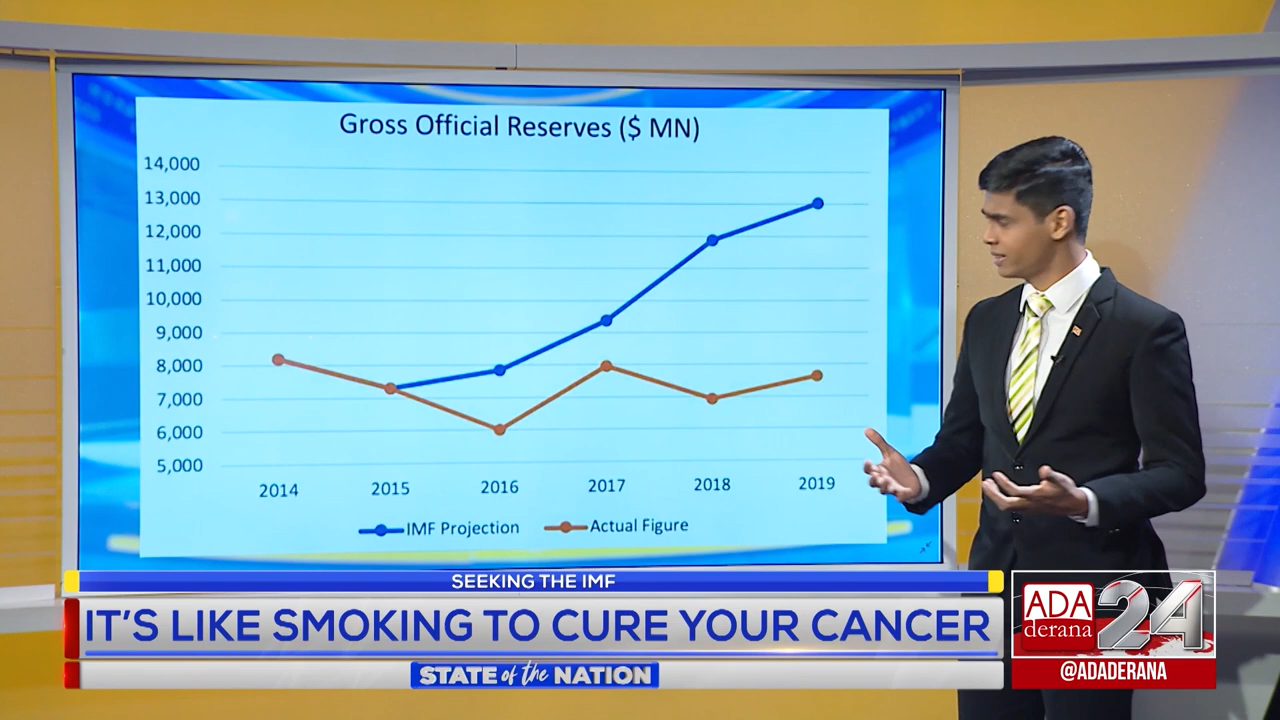 Gross Official Reserves ($ MN)
14,000
13,000
12,000
11,000
10,000
9,000
8,000
7,000
6,000
5,000
2014 2015 2016 2017 2018 2019
IMF Projection Actual Figure
SEEKING THE IMF
IT'S LIKE SMOKING TO CURE YOUR CANCER
STATE of the NATION
ADA
derana
24
@ADADERANA